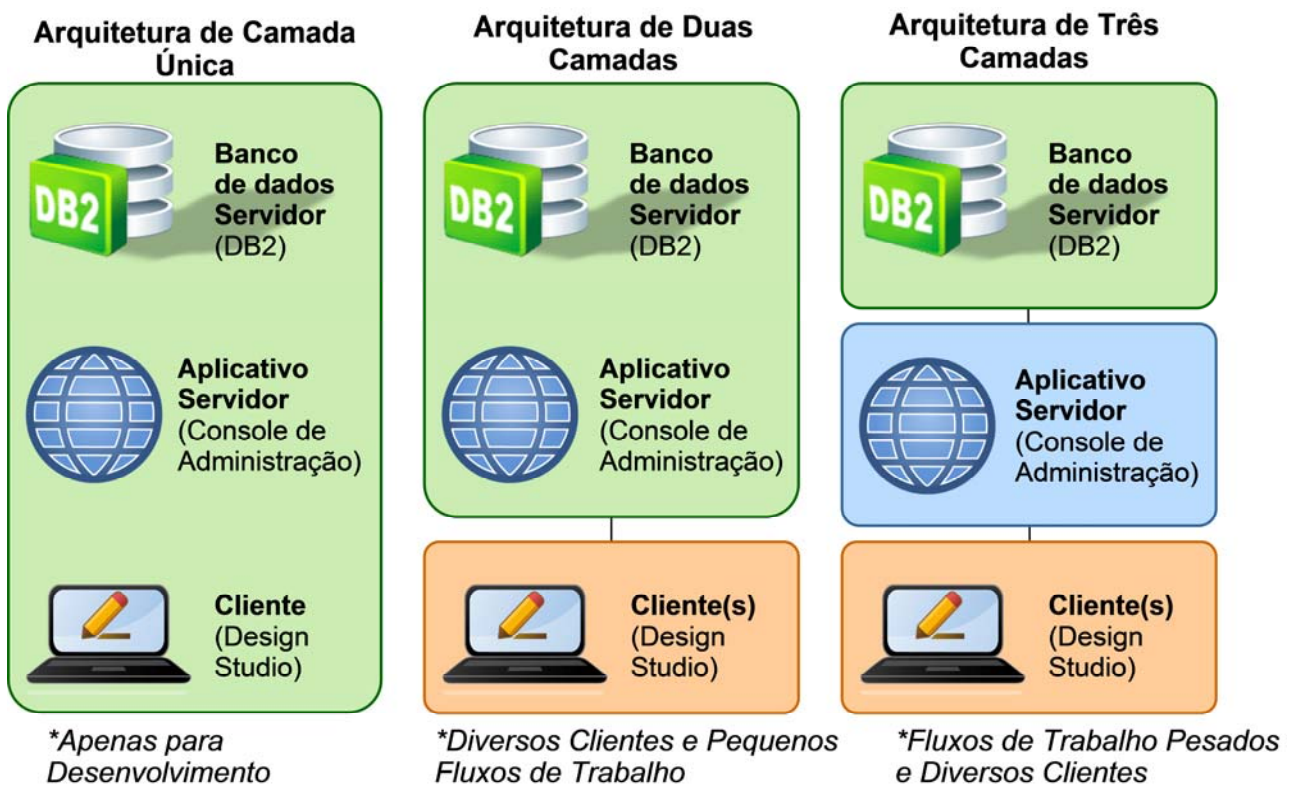 Arquitetura de Camada
Única
DB2
Banco
de dados
Servidor
(DB2)
Aplicativo
Servidor
(Console de
Administração)
Cliente
(Design
Studio)
*Apenas para
Desenvolvimento
Arquitetura de Duas
Camadas
DB2
Banco
de dados
Servidor
(DB2)
Aplicativo
Servidor
(Console de
Administração)
Cliente(s)
(Design
Studio)
*Diversos Clientes e Pequenos
Fluxos de Trabalho
Arquitetura de Três
Camadas
DB2
Banco
de dados
Servidor
(DB2)
Aplicativo
Servidor
(Console de
Administração)
Cliente(s)
(Design
Studio)
*Fluxos de Trabalho Pesados
e Diversos Clientes